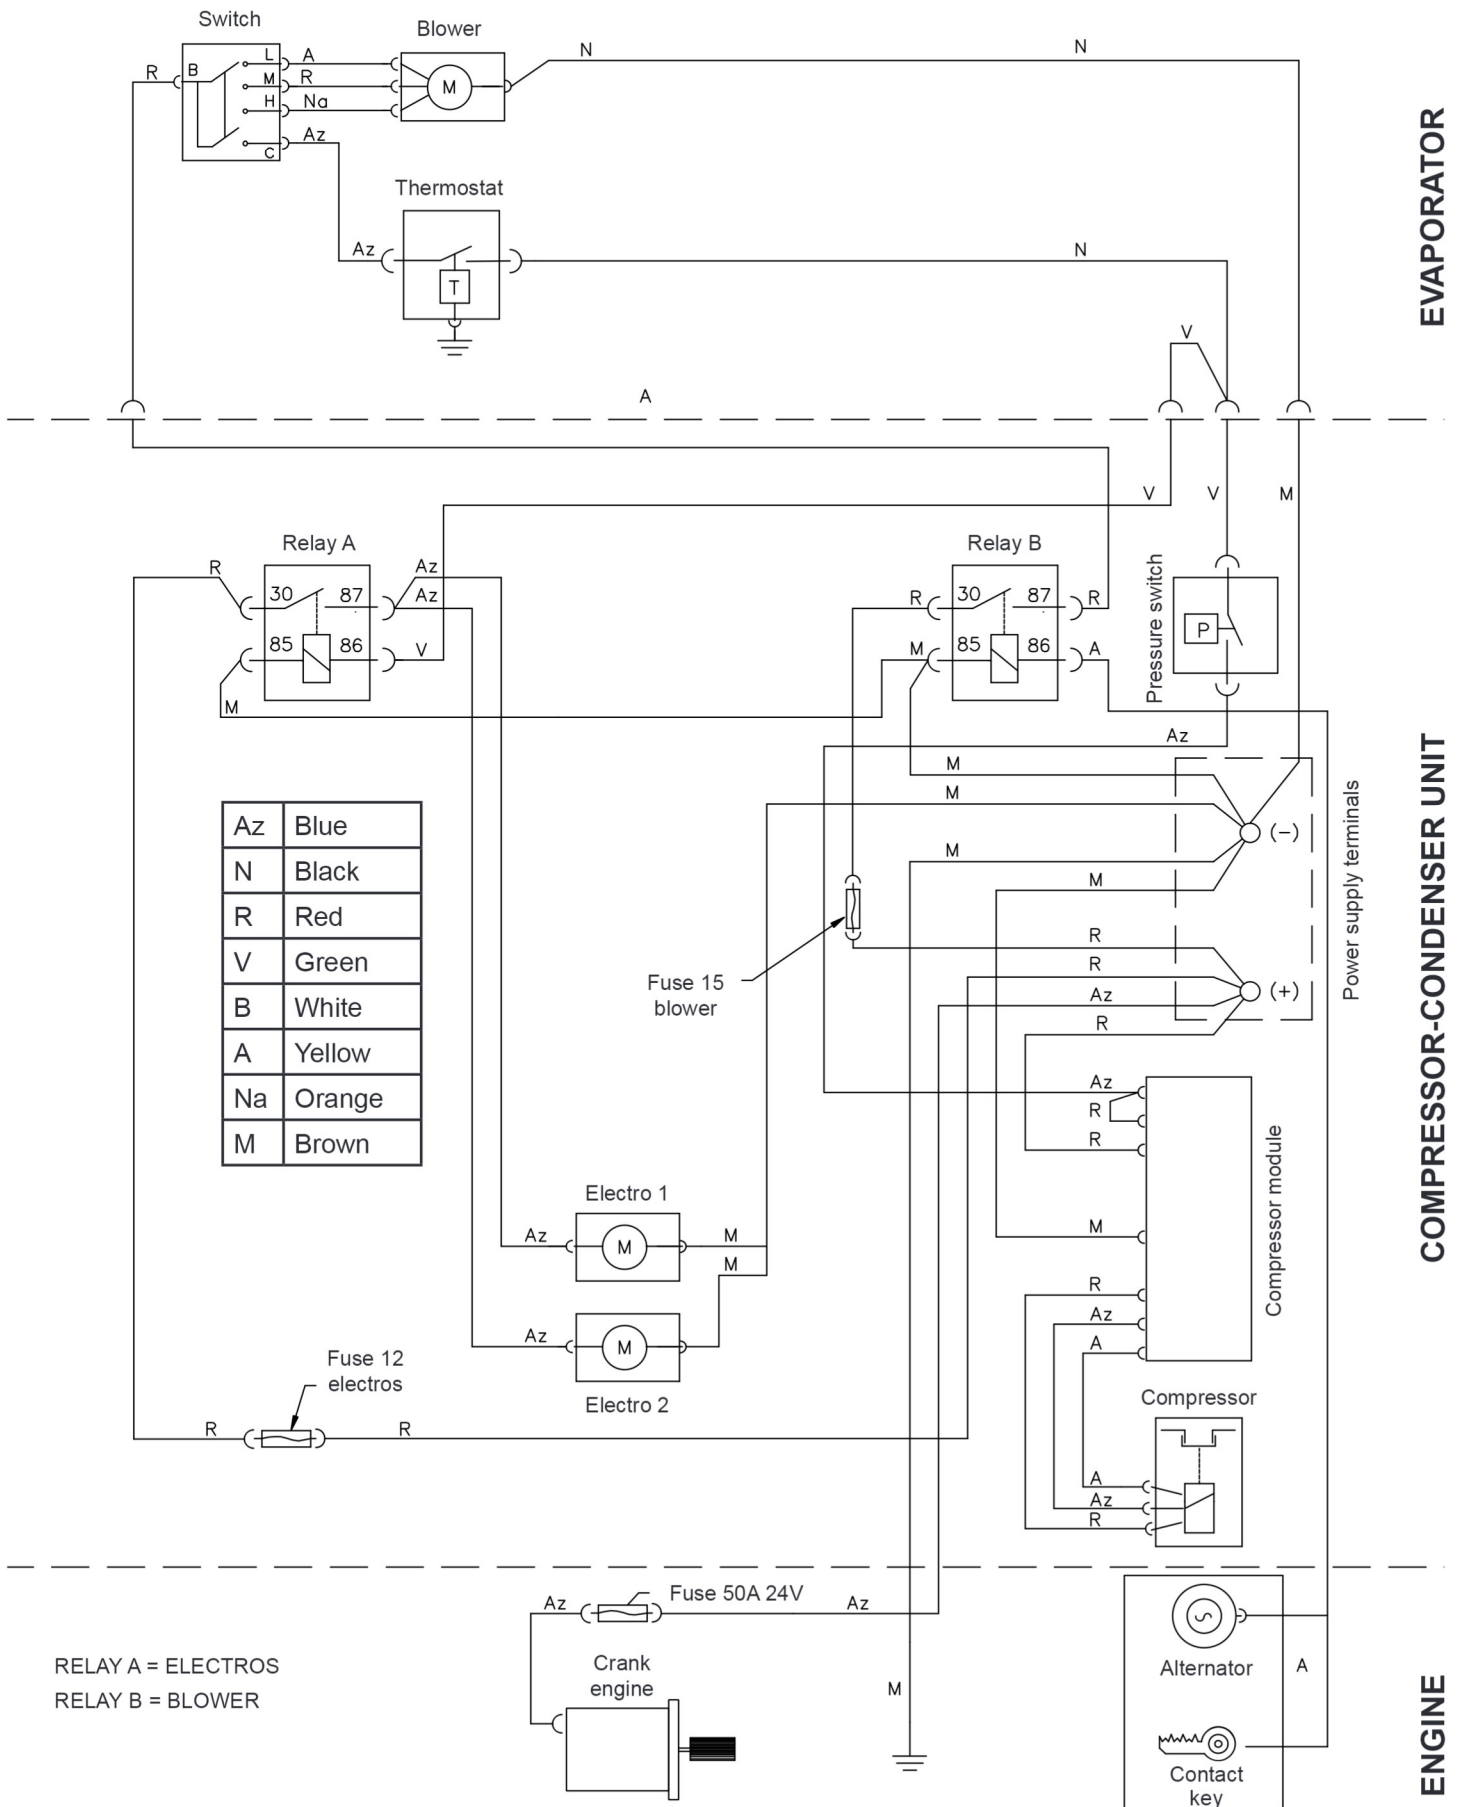 Switch
Blower
N
N
R
B
L
A
M
R
M
H
Na
C
Az
Thermostat
Az
N
T
EVAPORATOR
V
A
V
V
M
Relay A
Relay B
R
30
87
Az
Az
85
86
V
M
R
30
87
R
M
85
86
A
Pressure switch
P
Az
M
M
(-)
M
M
Power supply terminals
R
R
(+)
Az
R
COMPRESSOR-CONDENSER UNIT
Az Blue
N Black
R Red
V Green
B White
A Yellow
Na Orange
M Brown
Fuse 15
blower
Az
R
R
M
R
Az
A
Compressor module
Electro 1
Az
M
M
M
Az
M
Electro 2
Fuse 12
electros
R
R
Compressor
A
Az
R
Az
Fuse 50A 24V
Az
Crank
engine
M
Alternator
A
Contact
key
RELAY A = ELECTROS
RELAY B = BLOWER
ENGINE